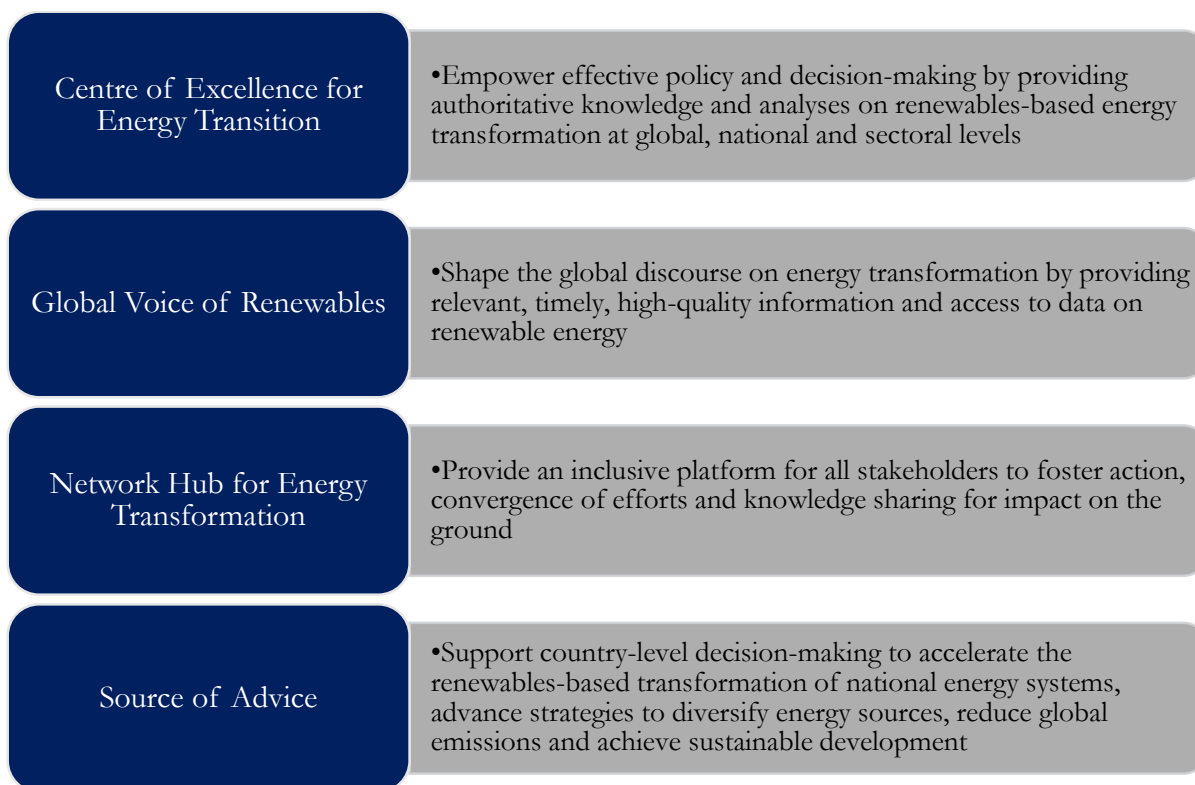 Centre of Excellence for
Energy Transition
•Empower effective policy and decision-making by providing
authoritative knowledge and analyses on renewables-based energy
transformation at global, national and sectoral levels
Global Voice of Renewables
•Shape the global discourse on energy transformation by providing
relevant, timely, high-quality information and access to data on
renewable energy
Network Hub for Energy
Transformation
•Provide an inclusive platform for all stakeholders to foster action,
convergence of efforts and knowledge sharing for impact on the
ground
Source of Advice
•Support country-level decision-making to accelerate the
renewables-based transformation of national energy systems,
advance strategies to diversify energy sources, reduce global
emissions and achieve sustainable development